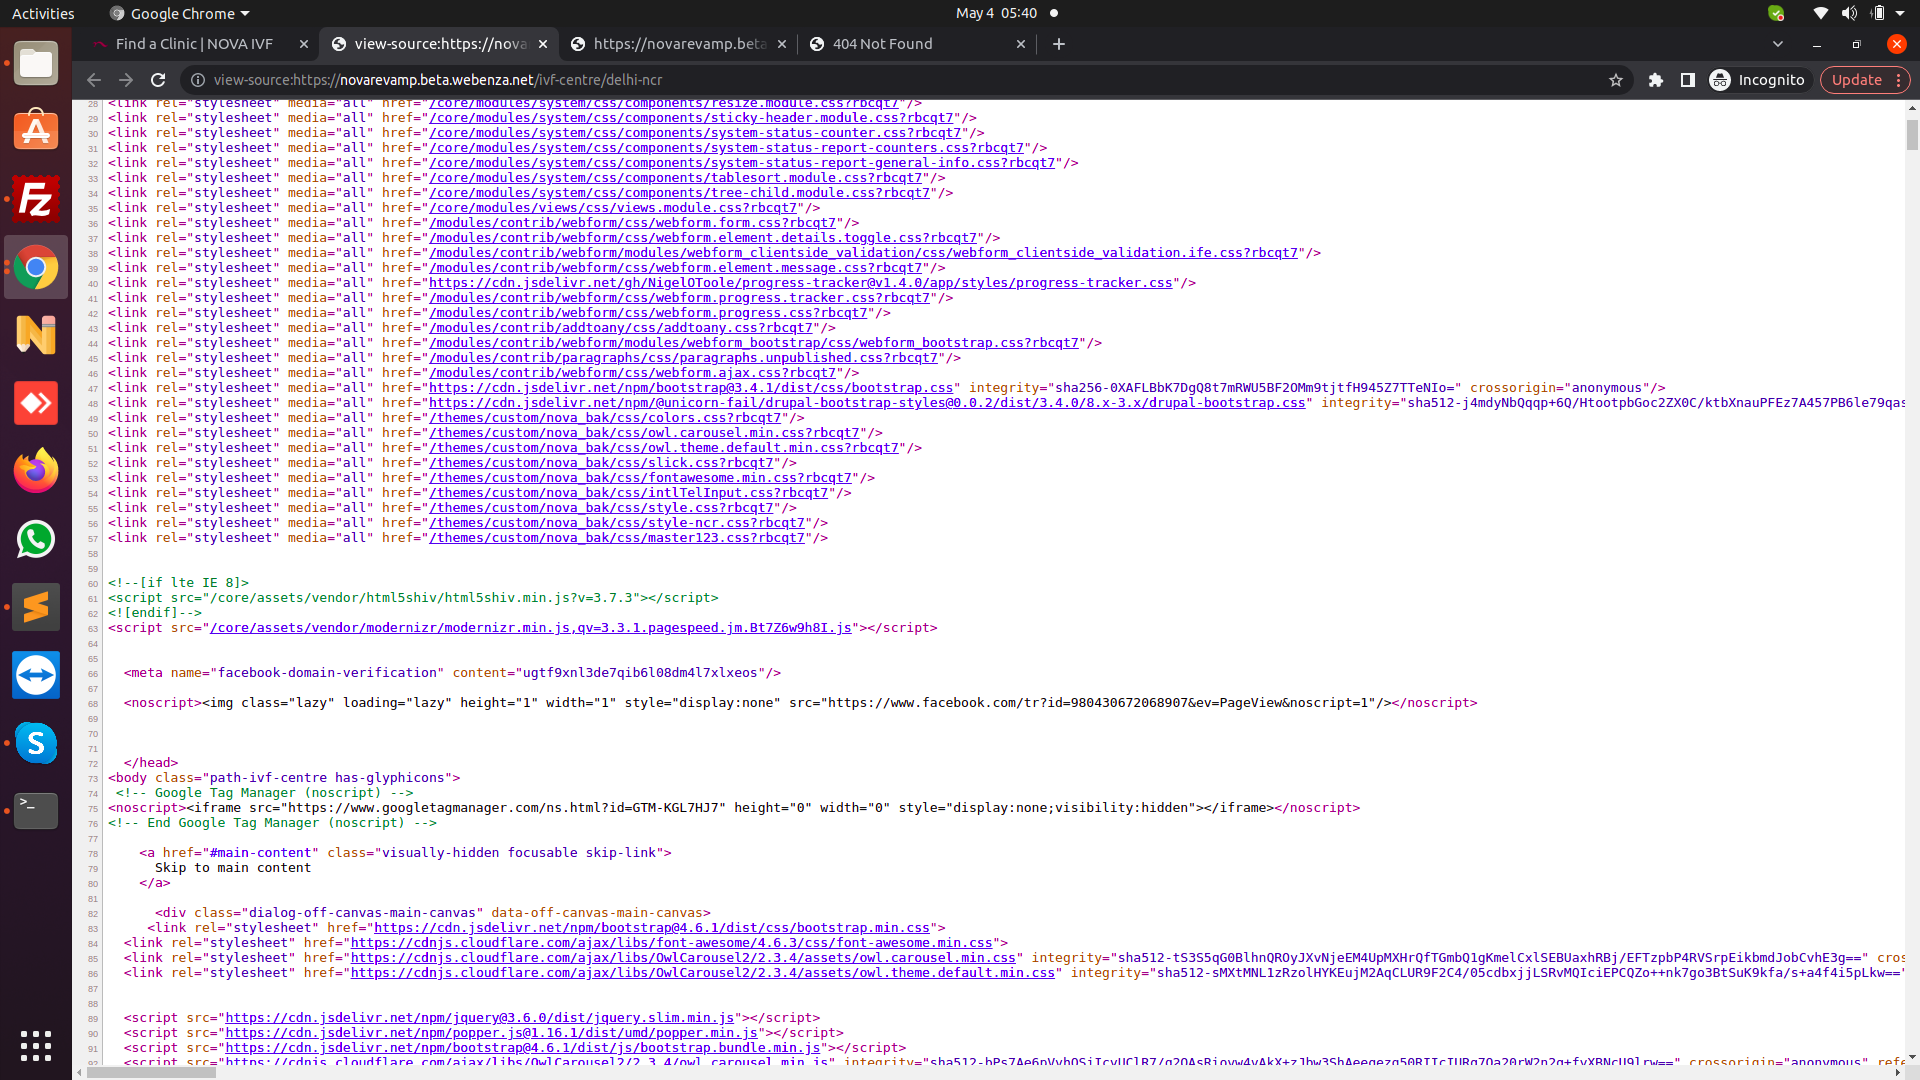 Activities
Google Chrome
May 4 05:40
Find a Clinic | NOVA IVF
view-source:https://nova
https://novarevamp.beta
404 Not Found
view-source:https://novarevamp.beta.webenza.net/ivf-centre/delhi-ncr
Incognito
Update
28 <link rel="stylesheet" media="all" href="/core/modules/system/css/components/resize.module.css?rbcqt7"/>
29 <link rel="stylesheet" media="all" href="/core/modules/system/css/components/sticky-header.module.css?rbcqt7"/>
30 <link rel="stylesheet" media="all" href="/core/modules/system/css/components/system-status-counter.css?rbcqt7"/>
31 <link rel="stylesheet" media="all" href="/core/modules/system/css/components/system-status-report-counters.css?rbcqt7"/>
32 <link rel="stylesheet" media="all" href="/core/modules/system/css/components/system-status-report-general-info.css?rbcqt7"/>
33 <link rel="stylesheet" media="all" href="/core/modules/system/css/components/tablesort.module.css?rbcqt7"/>
34 <link rel="stylesheet" media="all" href="/core/modules/system/css/components/tree-child.module.css?rbcqt7"/>
35 <link rel="stylesheet" media="all" href="/core/modules/views/css/views.module.css?rbcqt7"/>
36 <link rel="stylesheet" media="all" href="/modules/contrib/webform/css/webform.form.css?rbcqt7"/>
37 <link rel="stylesheet" media="all" href="/modules/contrib/webform/css/webform.element.details.toggle.css?rbcqt7"/>
38 <link rel="stylesheet" media="all" href="/modules/contrib/webform/modules/webform_clientside_validation/css/webform_clientside_validation.ife.css?rbcqt7"/>
39 <link rel="stylesheet" media="all" href="/modules/contrib/webform/css/webform.element.message.css?rbcqt7"/>
40 <link rel="stylesheet" media="all" href="https://cdn.jsdelivr.net/gh/NigelOToole/progress-tracker@v1.4.0/app/styles/progress-tracker.css"/>
41 <link rel="stylesheet" media="all" href="/modules/contrib/webform/css/webform.progress.tracker.css?rbcqt7"/>
42 <link rel="stylesheet" media="all" href="/modules/contrib/webform/css/webform.progress.css?rbcqt7"/>
43 <link rel="stylesheet" media="all" href="/modules/contrib/addtoany/css/addtoany.css?rbcqt7"/>
44 <link rel="stylesheet" media="all" href="/modules/contrib/webform/modules/webform_bootstrap/css/webform_bootstrap.css?rbcqt7"/>
45 <link rel="stylesheet" media="all" href="/modules/contrib/paragraphs/css/paragraphs.unpublished.css?rbcqt7"/>
46 <link rel="stylesheet" media="all" href="/modules/contrib/webform/css/webform.ajax.css?rbcqt7"/>
47 <link rel="stylesheet" media="all" href="https://cdn.jsdelivr.net/npm/bootstrap@3.4.1/dist/css/bootstrap.css" integrity="sha256-0XAFLBbK7DgQ8t7mRWU5BF2OMm9tjtfH945Z7TTeNIo=" crossorigin="anonymous"/>
48 <link rel="stylesheet" media="all" href="https://cdn.jsdelivr.net/npm/@unicorn-fail/drupal-bootstrap-styles@0.0.2/dist/3.4.0/8.x-3.x/drupal-bootstrap.css" integrity="sha512-j4mdyNbQqqp+6Q/HtootpbGoc2ZX0C/ktbXnauPFEz7A457PB6le79qas
49 <link rel="stylesheet" media="all" href="/themes/custom/nova_bak/css/colors.css?rbcqt7"/>
50 <link rel="stylesheet" media="all" href="/themes/custom/nova_bak/css/owl.carousel.min.css?rbcqt7"/>
51 <link rel="stylesheet" media="all" href="/themes/custom/nova_bak/css/owl.theme.default.min.css?rbcqt7"/>
52 <link rel="stylesheet" media="all" href="/themes/custom/nova_bak/css/slick.css?rbcqt7"/>
53 <link rel="stylesheet" media="all" href="/themes/custom/nova_bak/css/fontawesome.min.css?rbcqt7"/>
54 <link rel="stylesheet" media="all" href="/themes/custom/nova_bak/css/intlTelInput.css?rbcqt7"/>
55 <link rel="stylesheet" media="all" href="/themes/custom/nova_bak/css/style.css?rbcqt7"/>
56 <link rel="stylesheet" media="all" href="/themes/custom/nova_bak/css/style-ncr.css?rbcqt7"/>
57 <link rel="stylesheet" media="all" href="/themes/custom/nova_bak/css/master123.css?rbcqt7"/>
58
59
60 <!--[if lte IE 8]>
61 <script src="/core/assets/vendor/html5shiv/html5shiv.min.js?v=3.7.3"></script>
62 <![endif]-->
63 <script src="/core/assets/vendor/modernizr/modernizr.min.js,qv=3.3.1.pagespeed.jm.Bt7Z6w9h8I.js"></script>
64
65
66 <meta name="facebook-domain-verification" content="ugtf9xnl3de7qib6l08dm4l7xlxeos"/>
67
68 <noscript><img class="lazy" loading="lazy" height="1" width="1" style="display:none" src="https://www.facebook.com/tr?id=980430672068907&ev=PageView&noscript=1"/></noscript>
69
70
71
72 </head>
73 <body class="path-ivf-centre has-glyphicons">
74 <!-- Google Tag Manager (noscript) -->
75 <noscript><iframe src="https://www.googletagmanager.com/ns.html?id=GTM-KGL7HJ7" height="0" width="0" style="display:none;visibility:hidden"></iframe></noscript>
76 <!-- End Google Tag Manager (noscript) -->
77
78 <a href="#main-content" class="visually-hidden focusable skip-link">
79 Skip to main content
80 </a>
81
82 <div class="dialog-off-canvas-main-canvas" data-off-canvas-main-canvas>
83 <link rel="stylesheet" href="https://cdn.jsdelivr.net/npm/bootstrap@4.6.1/dist/css/bootstrap.min.css">
84 <link rel="stylesheet" href="https://cdnjs.cloudflare.com/ajax/libs/font-awesome/4.6.3/css/font-awesome.min.css">
85 <link rel="stylesheet" href="https://cdnjs.cloudflare.com/ajax/libs/OwlCarousel2/2.3.4/assets/owl.carousel.min.css" integrity="sha512-tS3S5qG0BlhnQROyJXvNjeEM4UpMXHrQfTGmbQ1gKmelCxlSEBUaxhRBj/EFTzpbP4RVSrpEikbmdJobCvhE3g==" cros
86 <link rel="stylesheet" href="https://cdnjs.cloudflare.com/ajax/libs/OwlCarousel2/2.3.4/assets/owl.theme.default.min.css" integrity="sha512-sMXtMNL1zRzolHYKEujM2AqCLUR9F2C4/05cdbxjjLSRvMQIciEPCQZo++nk7go3BtSuK9kfa/s+a4f4i5pLkw=="
87
88
89 <script src="https://cdn.jsdelivr.net/npm/jquery@3.6.0/dist/jquery.slim.min.js"></script>
90 <script src="https://cdn.jsdelivr.net/npm/popper.js@1.16.1/dist/umd/popper.min.js"></script>
91 <script src="https://cdn.jsdelivr.net/npm/bootstrap@4.6.1/dist/js/bootstrap.bundle.min.js"></script>
92 <script src="https://cdnjs.cloudflare.com/ajax/libs/OwlCarousel2/2.3.4/owl.carousel.min.js" integrity= crossorigin="anonymous" refe